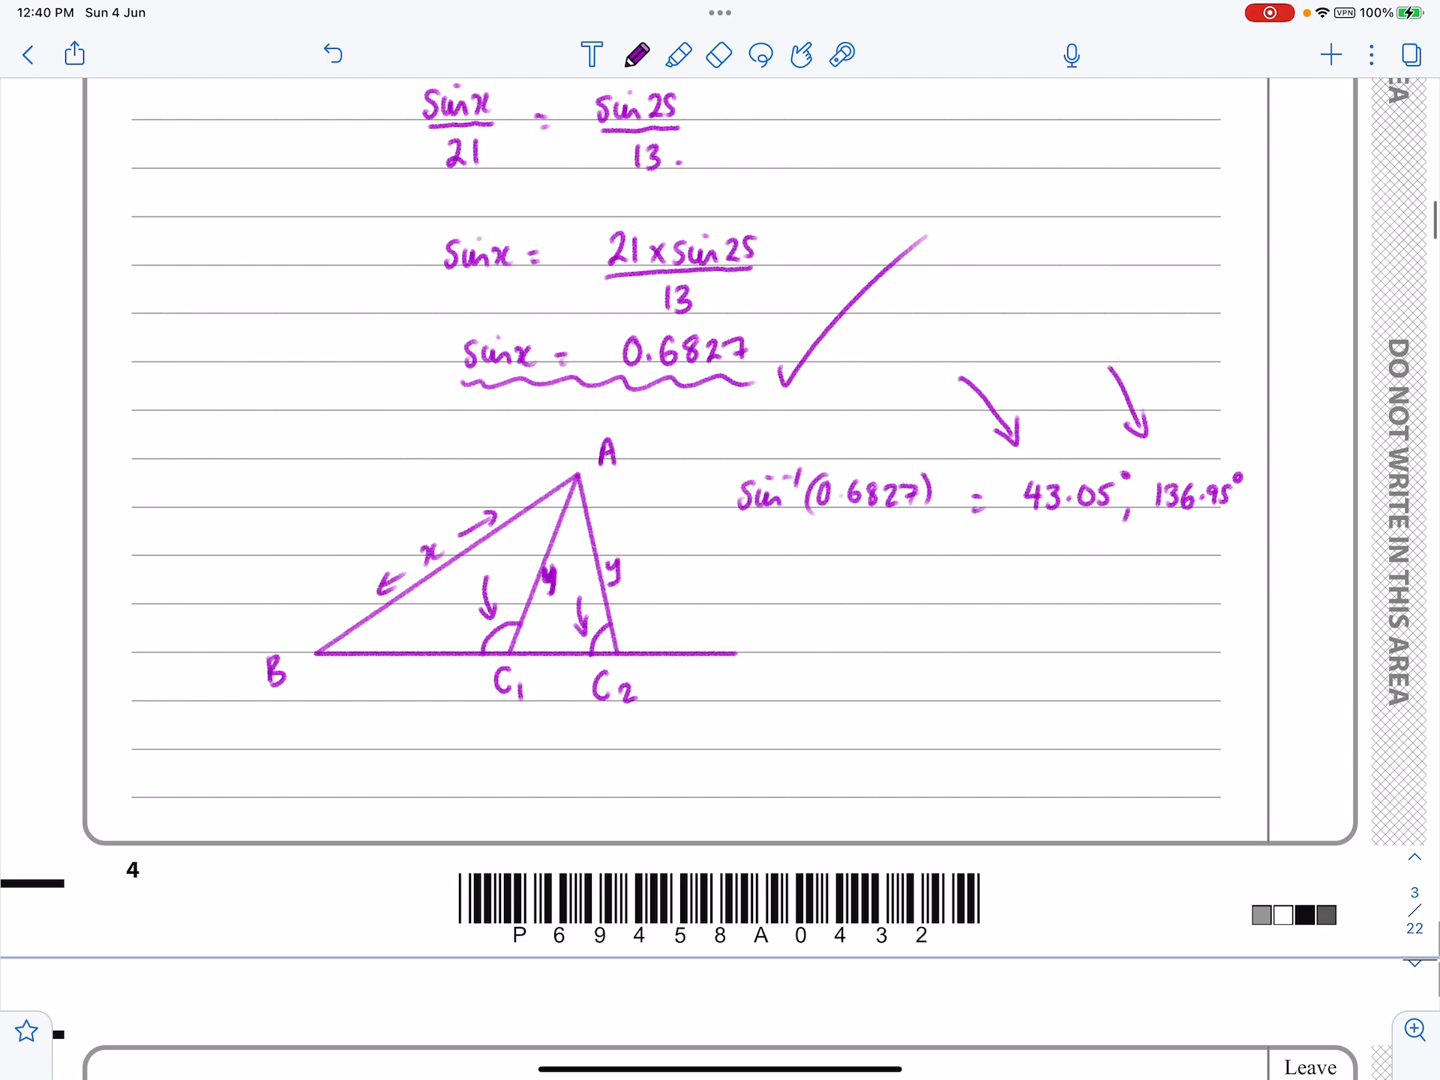 12:40 PM Sun 4 Jun
VPN 100%
EA
sin x / 21 = sin 25 / 13.
sin x = 21 × sin 25 / 13
sin x = 0.6827
A
sin⁻¹(0.6827) = 43.05°, 136.95°
x y y
B C₁ C₂
DO NOT WRITE IN THIS AREA
4
P 6 9 4 5 8 A 0 4 3 2
3 / 22
Leave